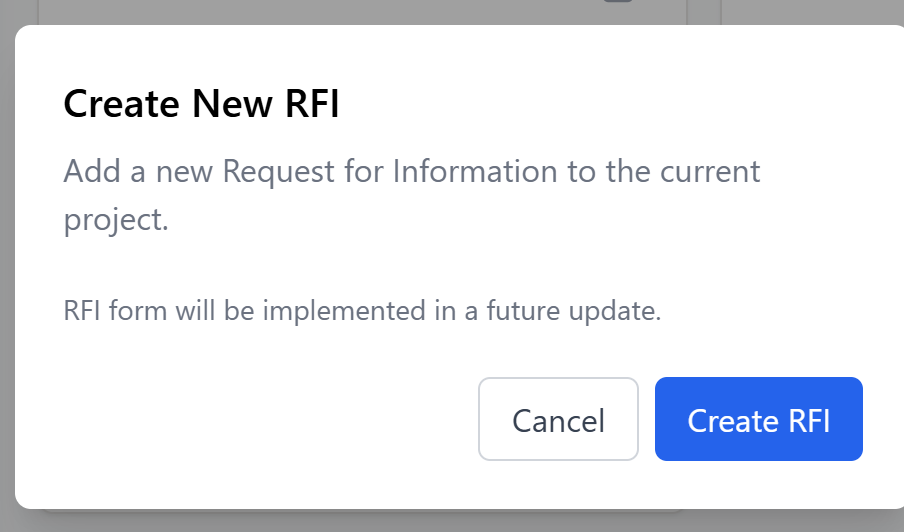 Create New RFI
Add a new Request for Information to the current
project.
RFI form will be implemented in a future update.
Cancel
Create RFI